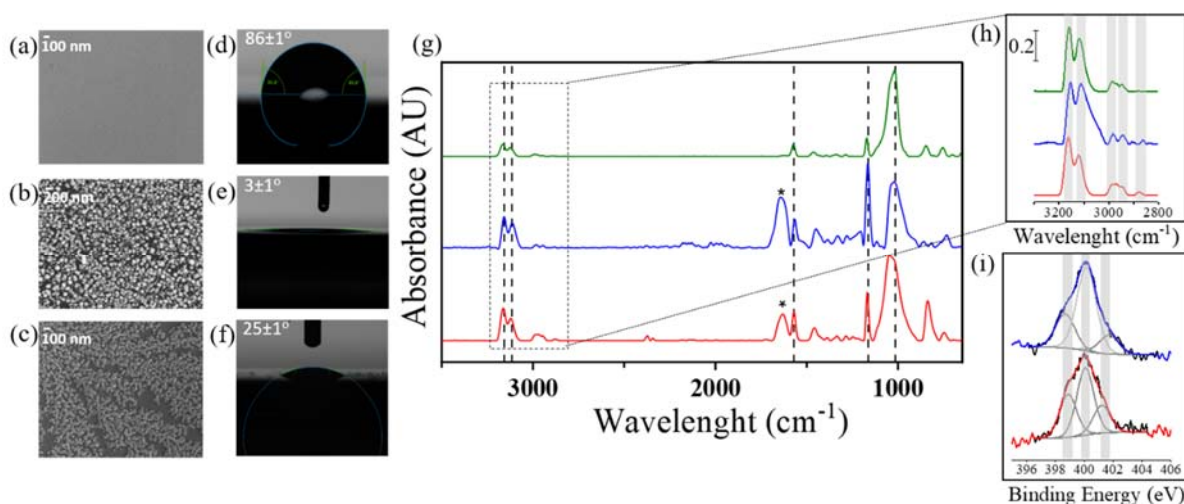 (a)
100 nm
(b)
200 nm
(c)
100 nm
(d)
86±1°
(e)
3±1°
(f)
25±1°
(g)
Absorbance (AU)
*
*
3000 2000 1000
Wavelenght (cm-1)
(h)
0.2
3200 3000 2800
Wavelenght (cm-1)
(i)
396 398 400 402 404 406
Binding Energy (eV)